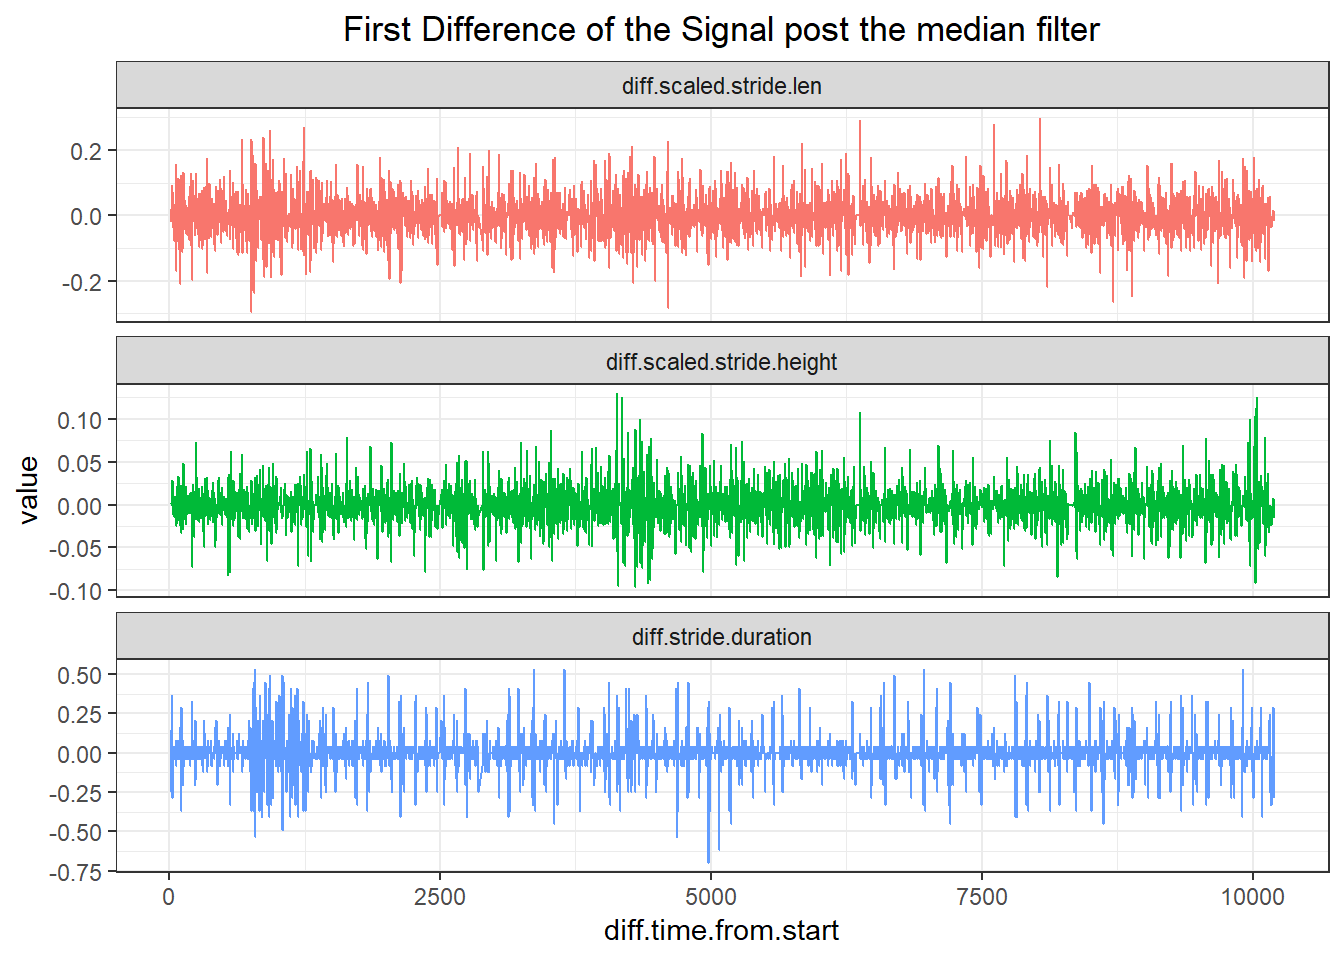 First Difference of the Signal post the median filter
diff.scaled.stride.len
0.2
0.0
-0.2
diff.scaled.stride.height
0.10
0.05
0.00
-0.05
-0.10
value
diff.stride.duration
0.50
0.25
0.00
-0.25
-0.50
-0.75
0 2500 5000 7500 10000
diff.time.from.start